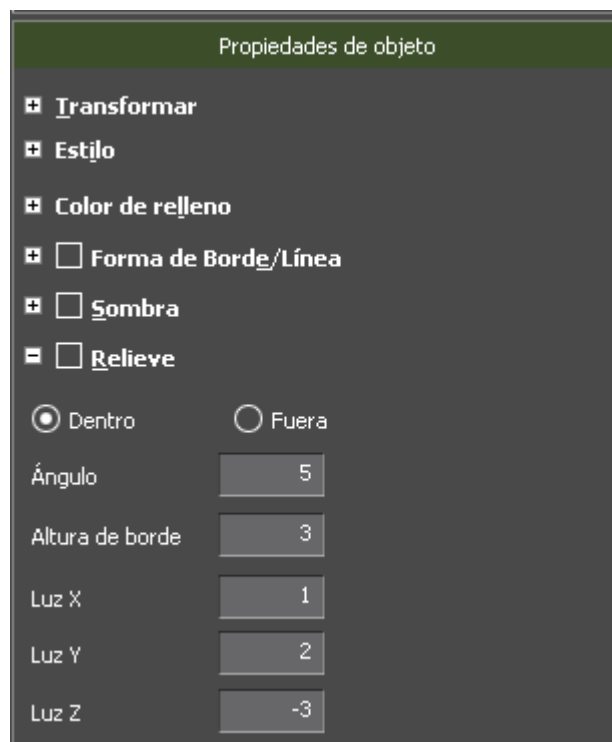 Propiedades de objeto
Transformar
Estilo
Color de relleno
Forma de Borde/Línea
Sombra
Relieve
Dentro Fuera
Ángulo 5
Altura de borde 3
Luz X 1
Luz Y 2
Luz Z -3